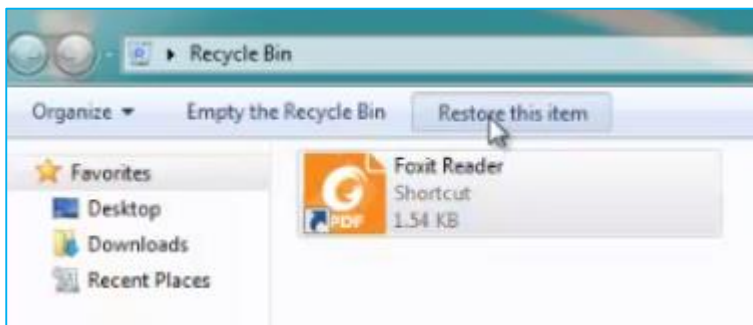 Recycle Bin
Organize Empty the Recycle Bin Restore this item
Favorites
Desktop
Downloads
Recent Places
Foxit Reader
Shortcut
1.54 KB
PDF